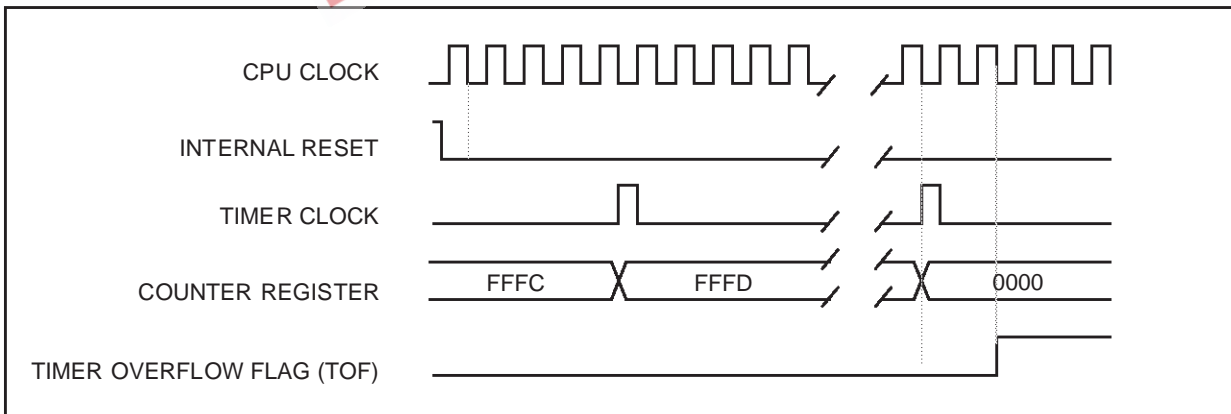 CPU CLOCK
INTERNAL RESET
TIMER CLOCK
COUNTER REGISTER FFFC FFFD 0000
TIMER OVERFLOW FLAG (TOF)